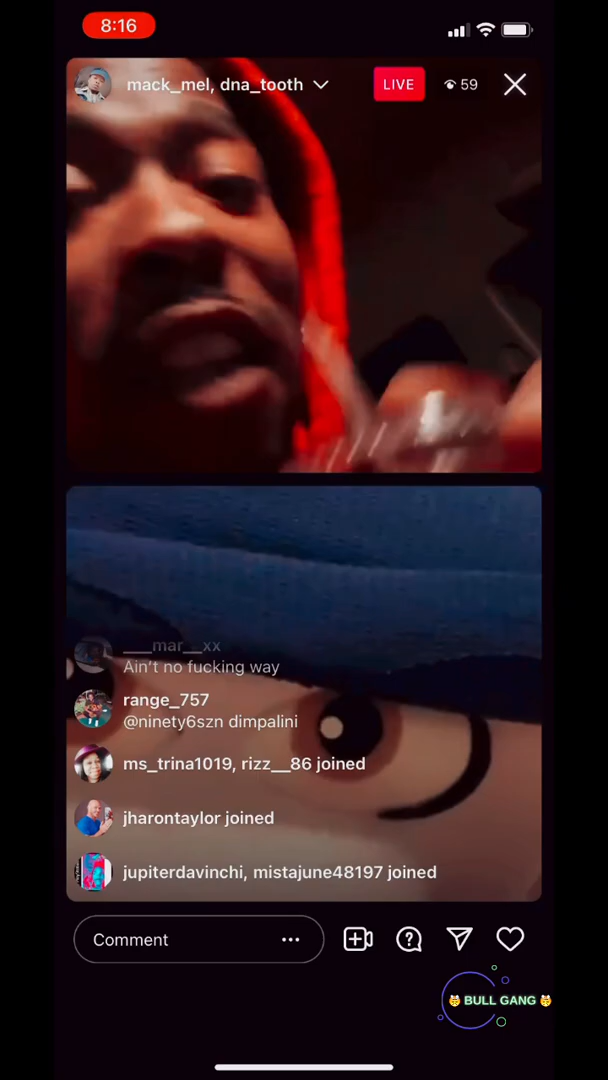 8:16
mack_mel, dna_tooth
LIVE
59
___mar__xx
Ain't no fucking way
range_757
@ninety6szn dimpalini
ms_trina1019, rizz__86 joined
jharontaylor joined
jupiterdavinchi, mistajune48197 joined
Comment
BULL GANG